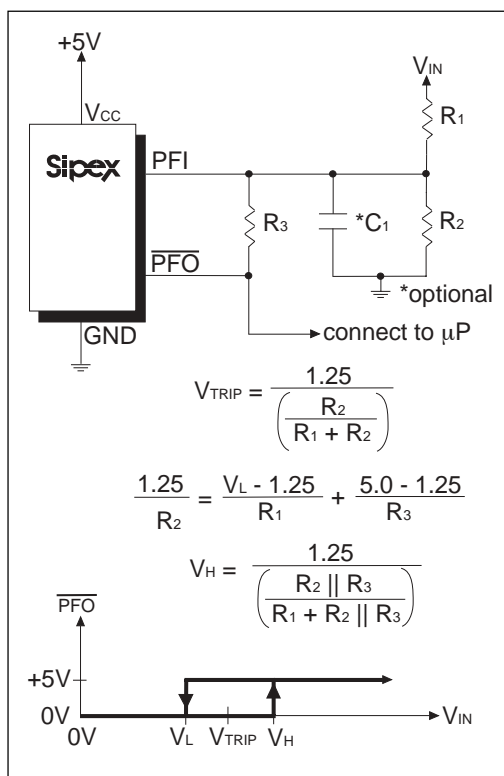 +5V
VIN
VCC
R1
Sipex
PFI
R3
*C1
R2
PFO
*optional
GND
connect to μP
VTRIP = 1.25
( R2
R1 + R2 )
1.25 = VL - 1.25 + 5.0 - 1.25
R2 R1 R3
VH = 1.25
( R2 || R3
R1 + R2 || R3 )
PFO
+5V
0V
VIN
0V VL VTRIP VH